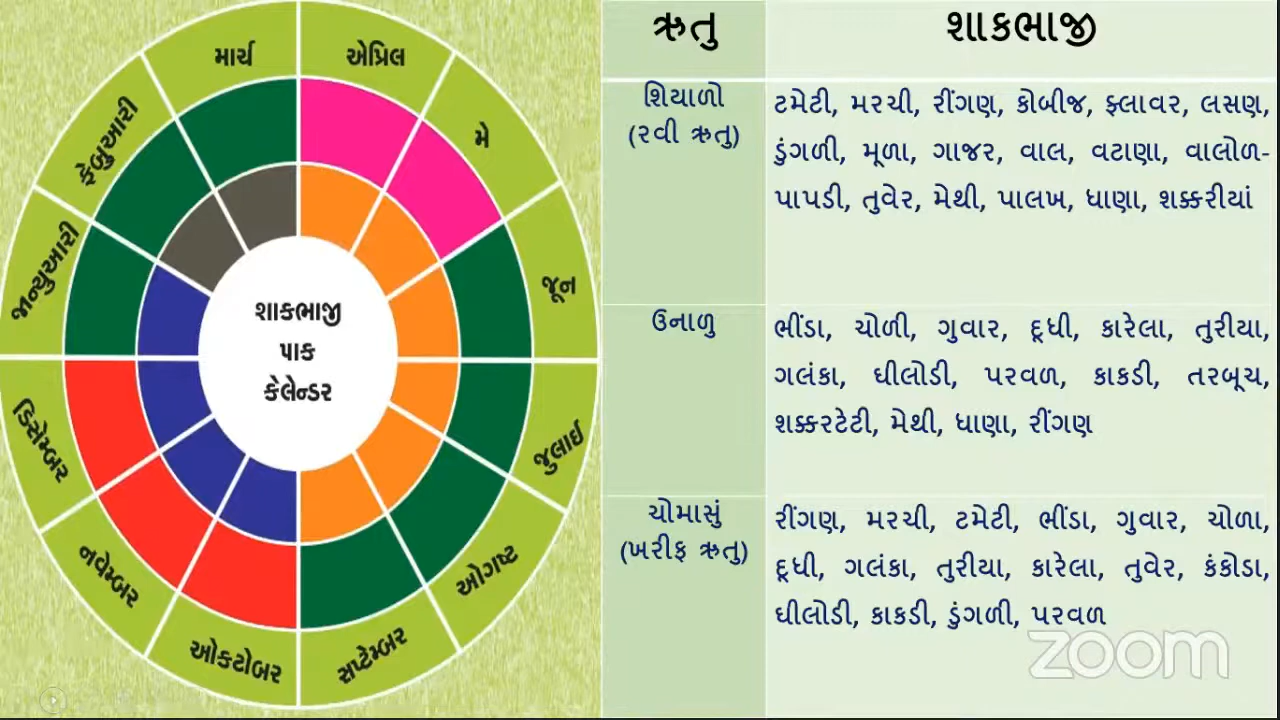 માર્ચ
એપ્રિલ
મે
જૂન
જુલાઈ
ઓગષ્ટ
સપ્ટેમ્બર
ઓક્ટોબર
નવેમ્બર
ડિસેમ્બર
જાન્યુઆરી
ફેબ્રુઆરી
શાકભાજી
પાક
કેલેન્ડર
ઋતુ
શાકભાજી
શિયાળો
(રવી ઋતુ)
ટમેટી, મરચી, રીંગણ, કોબીજ, ફ્લાવર, લસણ,
ડુંગળી, મૂળા, ગાજર, વાલ, વટાણા, વાલોળ-
પાપડી, તુવેર, મેથી, પાલખ, ધાણા, શક્કરીયાં
ઉનાળુ
ભીંડા, ચોળી, ગુવાર, દૂધી, કારેલા, તુરીયા,
ગલંકા, ઘીલોડી, પરવળ, કાકડી, તરબૂચ,
શક્કરટેટી, મેથી, ધાણા, રીંગણ
ચોમાસું
(ખરીફ ઋતુ)
રીંગણ, મરચી, ટમેટી, ભીંડા, ગુવાર, ચોળા,
દૂધી, ગલંકા, તુરીયા, કારેલા, તુવેર, કંકોડા,
ઘીલોડી, કાકડી, ડુંગળી, પરવળ
zoom